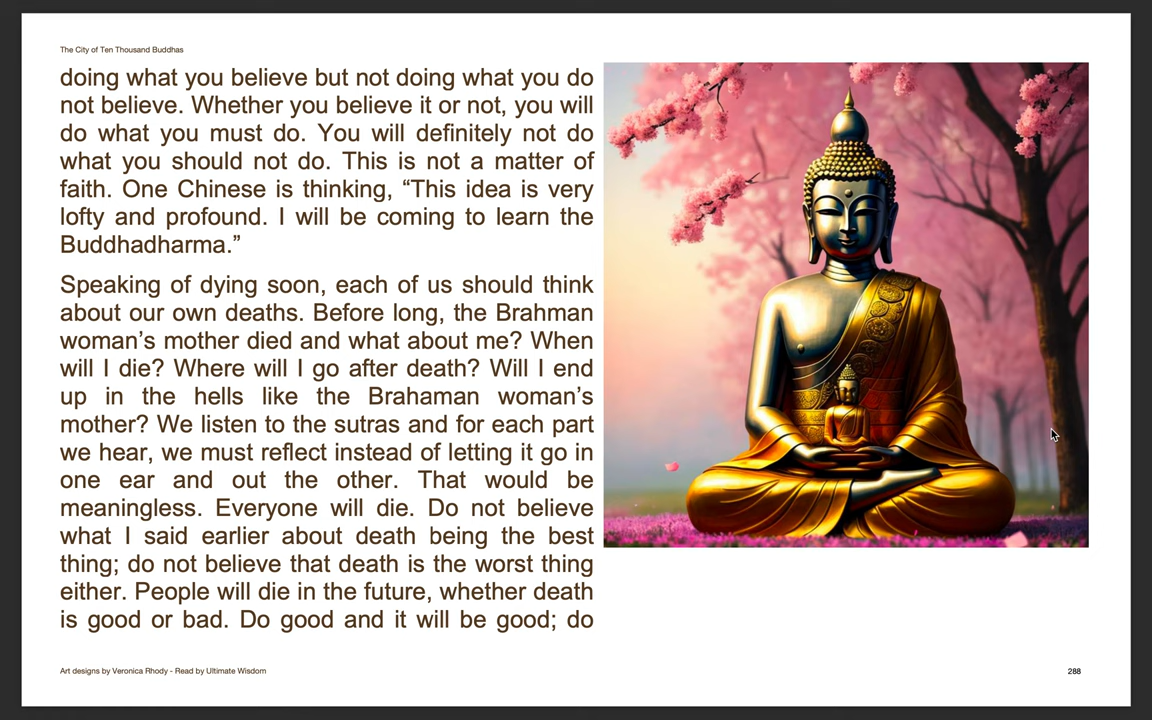 The City of Ten Thousand Buddhas
doing what you believe but not doing what you do
not believe. Whether you believe it or not, you will
do what you must do. You will definitely not do
what you should not do. This is not a matter of
faith. One Chinese is thinking, “This idea is very
lofty and profound. I will be coming to learn the
Buddhadharma.”
Speaking of dying soon, each of us should think
about our own deaths. Before long, the Brahman
woman’s mother died and what about me? When
will I die? Where will I go after death? Will I end
up in the hells like the Brahaman woman’s
mother? We listen to the sutras and for each part
we hear, we must reflect instead of letting it go in
one ear and out the other. That would be
meaningless. Everyone will die. Do not believe
what I said earlier about death being the best
thing; do not believe that death is the worst thing
either. People will die in the future, whether death
is good or bad. Do good and it will be good; do
Art designs by Veronica Rhody - Read by Ultimate Wisdom
288